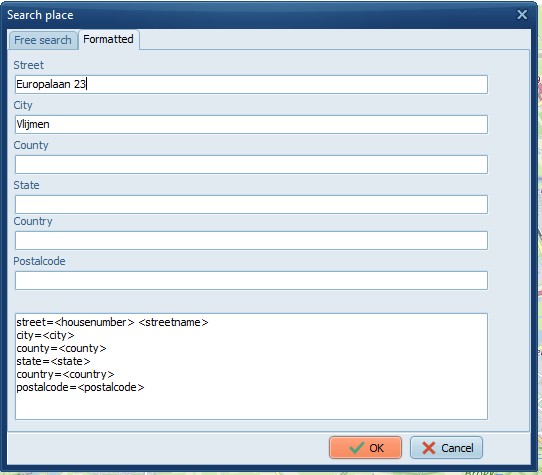 Search place
Free search
Formatted
Street
Europalaan 23
City
Vlijmen
County
State
Country
Postalcode
street=<housenumber> <streetname>
city=<city>
county=<county>
state=<state>
country=<country>
postalcode=<postalcode>
OK
Cancel